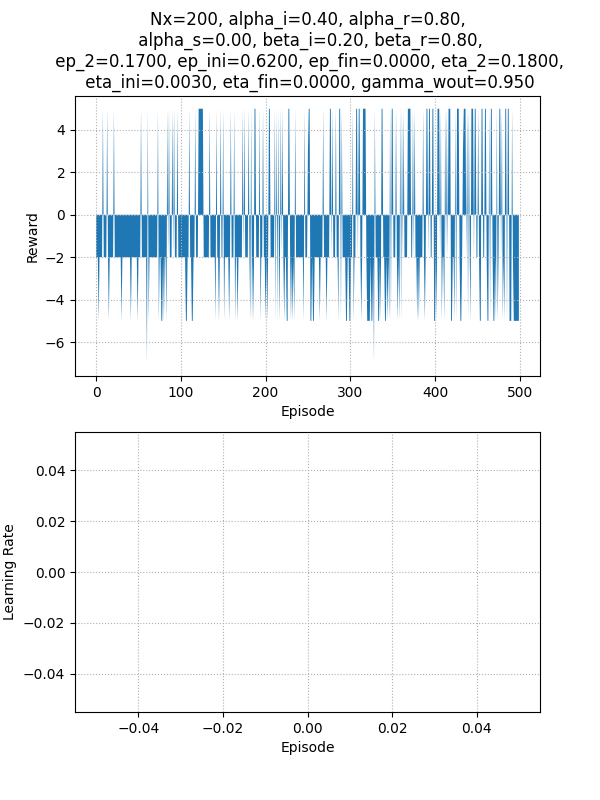 Nx=200, alpha_i=0.40, alpha_r=0.80,
alpha_s=0.00, beta_i=0.20, beta_r=0.80,
ep_2=0.1700, ep_ini=0.6200, ep_fin=0.0000, eta_2=0.1800,
eta_ini=0.0030, eta_fin=0.0000, gamma_wout=0.950
4
2
0
−2
−4
−6
Reward
0 100 200 300 400 500
Episode
0.04
0.02
0.00
−0.02
−0.04
Learning Rate
−0.04 −0.02 0.00 0.02 0.04
Episode